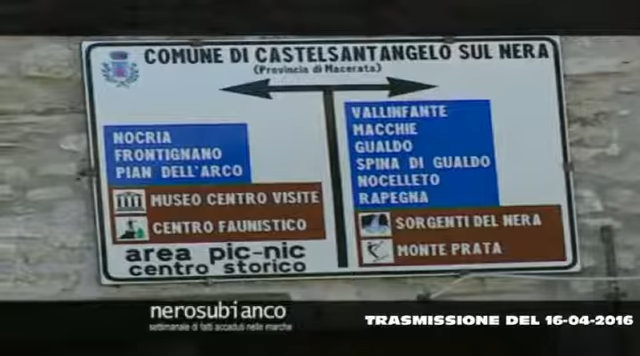 COMUNE DI CASTELSANTANGELO SUL NERA
(Provincia di Macerata)
NOCRIA
FRONTIGNANO
PIAN DELL'ARCO
MUSEO CENTRO VISITE
CENTRO FAUNISTICO
area pic-nic
centro storico
VALLINFANTE
MACCHIE
GUALDO
SPINA DI GUALDO
NOCELLETO
RAPEGNA
SORGENTI DEL NERA
MONTE PRATA
nerosubianco
settimanale di fatti accaduti nelle marche
TRASMISSIONE DEL 16-04-2016